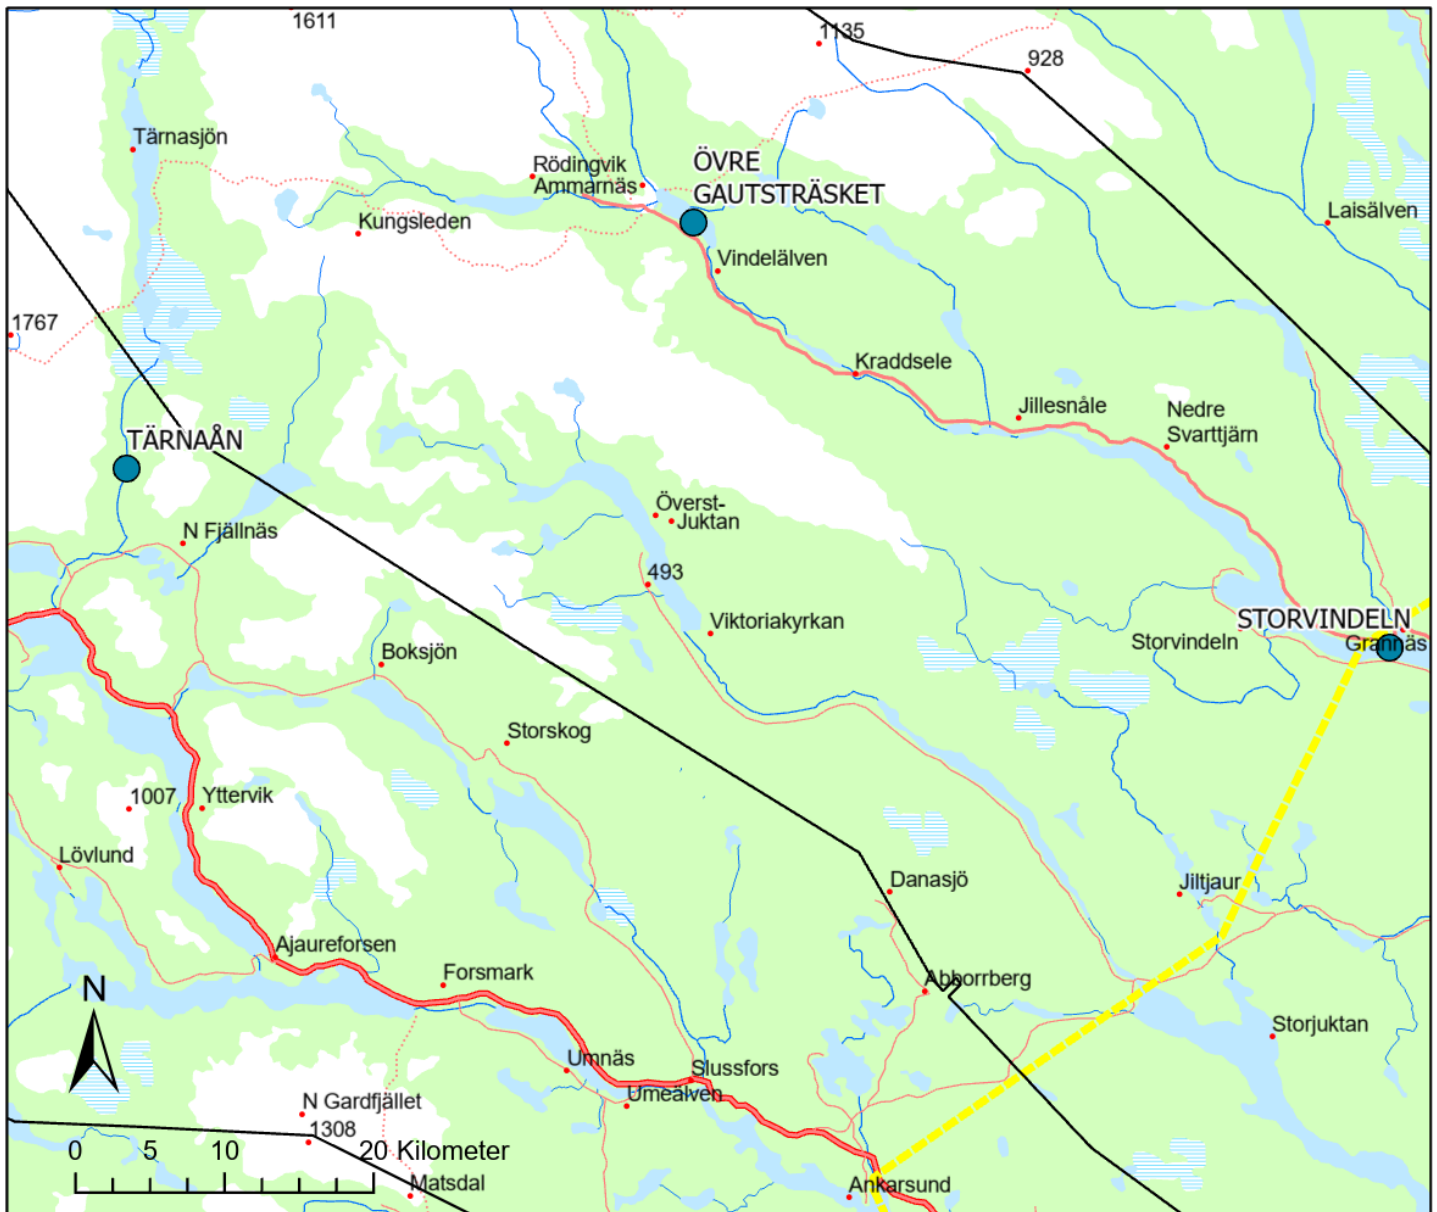 1611
1135
928
Tärnasjön
Rödingvik
Ammarnäs
ÖVRE
GAUTSTRÄSKET
Kungsleden
Laisälven
Vindelälven
1767
Kraddsele
Jillesnåle
Nedre
Svarttjärn
TÄRNAÅN
Överst-
Juktan
N Fjällnäs
493
Viktoriakyrkan
STORVINDELN
Storvindeln
Grannäs
Boksjön
Storskog
1007
Yttervik
Lövlund
Danasjö
Jiltjaur
Ajaureforsen
Forsmark
Abborrberg
N
Storjuktan
Umnäs
Slussfors
Umeälven
N Gardfjället
1308
0 5 10 20 Kilometer
Matsdal
Ankarsund